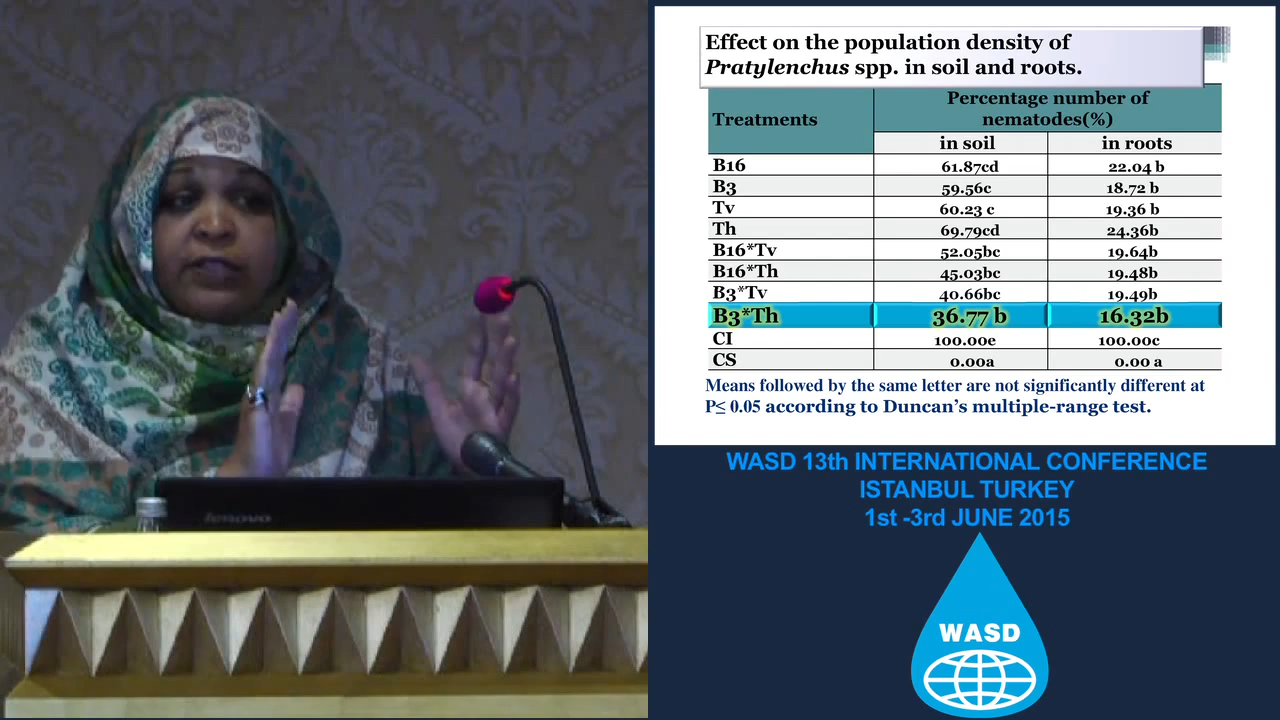 Effect on the population density of
Pratylenchus spp. in soil and roots.
Treatments Percentage number of nematodes(%)
in soil in roots
B16 61.87cd 22.04 b
B3 59.56c 18.72 b
Tv 60.23 c 19.36 b
Th 69.79cd 24.36b
B16*Tv 52.05bc 19.64b
B16*Th 45.03bc 19.48b
B3*Tv 40.66bc 19.49b
B3*Th 36.77 b 16.32b
CI 100.00e 100.00c
CS 0.00a 0.00 a
Means followed by the same letter are not significantly different at
P≤ 0.05 according to Duncan's multiple-range test.
WASD 13th INTERNATIONAL CONFERENCE
ISTANBUL TURKEY
1st -3rd JUNE 2015
WASD
lenovo